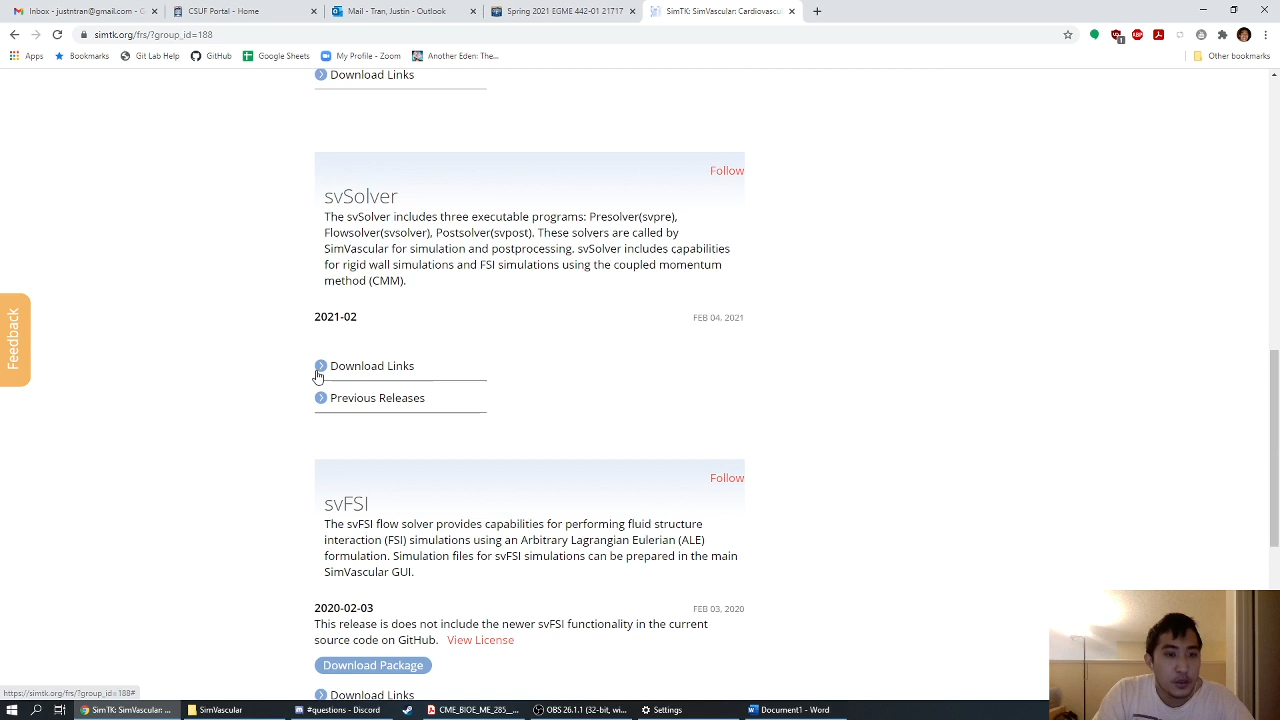 Inbox - justntran@gmail.com - G
CSUF Portal - Home
Mail - Tran, Justin - Outlook
Spring 2021 EGME 442-01 21717
SimTK: SimVascular: Cardiovascu
simtk.org/frs/?group_id=188
1
Apps
Bookmarks
Git Lab Help
GitHub
Google Sheets
My Profile - Zoom
Another Eden: The...
Other bookmarks
Download Links
Follow
svSolver
The svSolver includes three executable programs: Presolver(svpre),
Flowsolver(svsolver), Postsolver(svpost). These solvers are called by
SimVascular for simulation and postprocessing. svSolver includes capabilities
for rigid wall simulations and FSI simulations using the coupled momentum
method (CMM).
Feedback
2021-02
FEB 04, 2021
Download Links
Previous Releases
Follow
svFSI
The svFSI flow solver provides capabilities for performing fluid structure
interaction (FSI) simulations using an Arbitrary Lagrangian Eulerian (ALE)
formulation. Simulation files for svFSI simulations can be prepared in the main
SimVascular GUI.
2020-02-03
FEB 03, 2020
This release is does not include the newer svFSI functionality in the current
source code on GitHub. View License
Download Package
Download Links
https://simtk.org/frs/?group_id=188#
SimTK: SimVascular: ...
SimVascular
#questions - Discord
CME_BIOE_ME_285_...
OBS 26.1.1 (32-bit, wi...
Settings
Document1 - Word